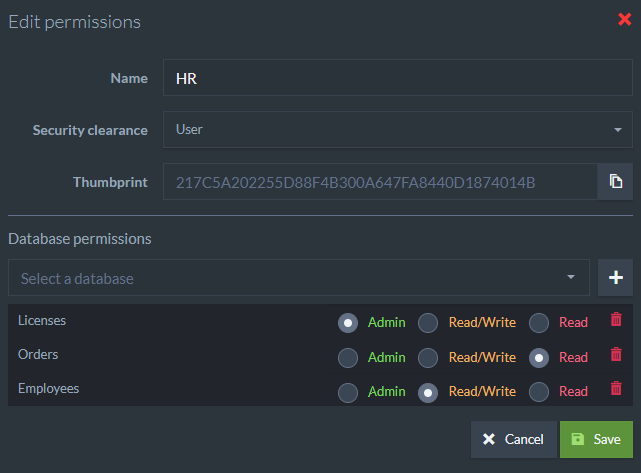 Edit permissions
Name HR
Security clearance User
Thumbprint 217C5A202255D88F4B300A647FA8440D1874014B
Database permissions
Select a database
Licenses Admin Read/Write Read
Orders Admin Read/Write Read
Employees Admin Read/Write Read
Cancel Save